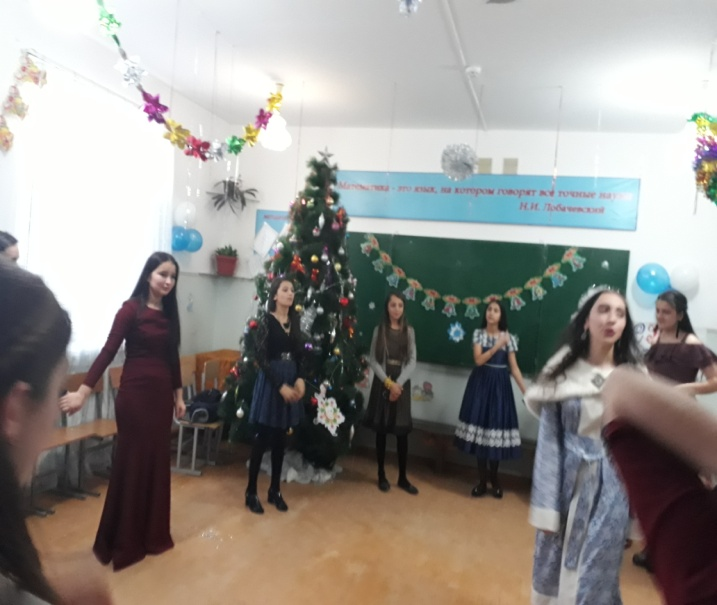 Математика - это язык, на котором говорят все точные науки
Н.И. Лобачевский